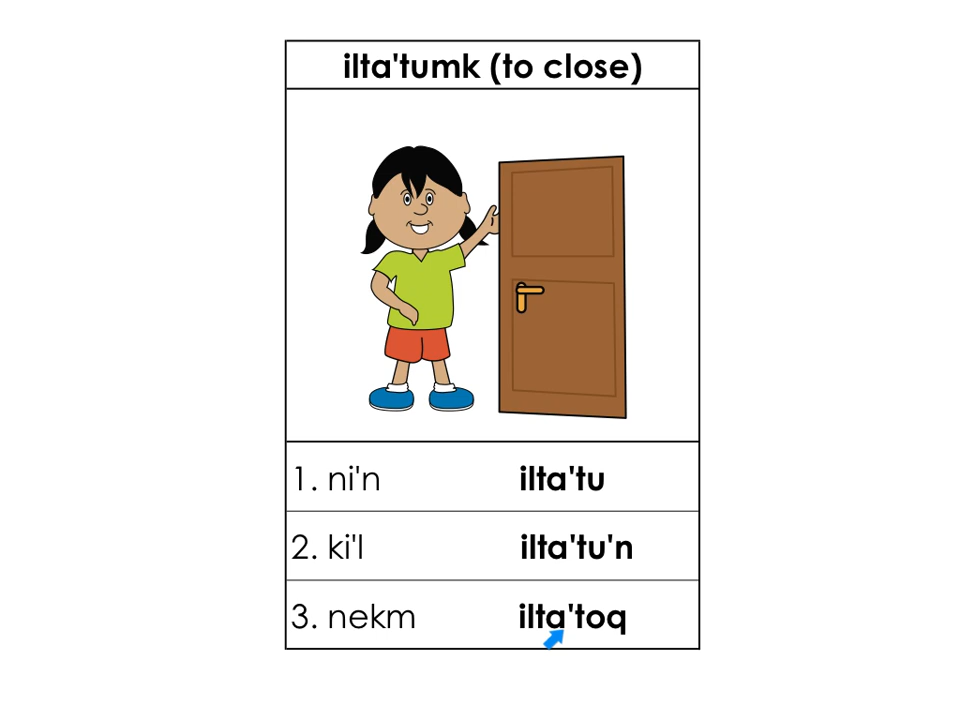 ilta'tumk (to close)
1. ni'n ilta'tu
2. ki'l ilta'tu'n
3. nekm ilta'toq